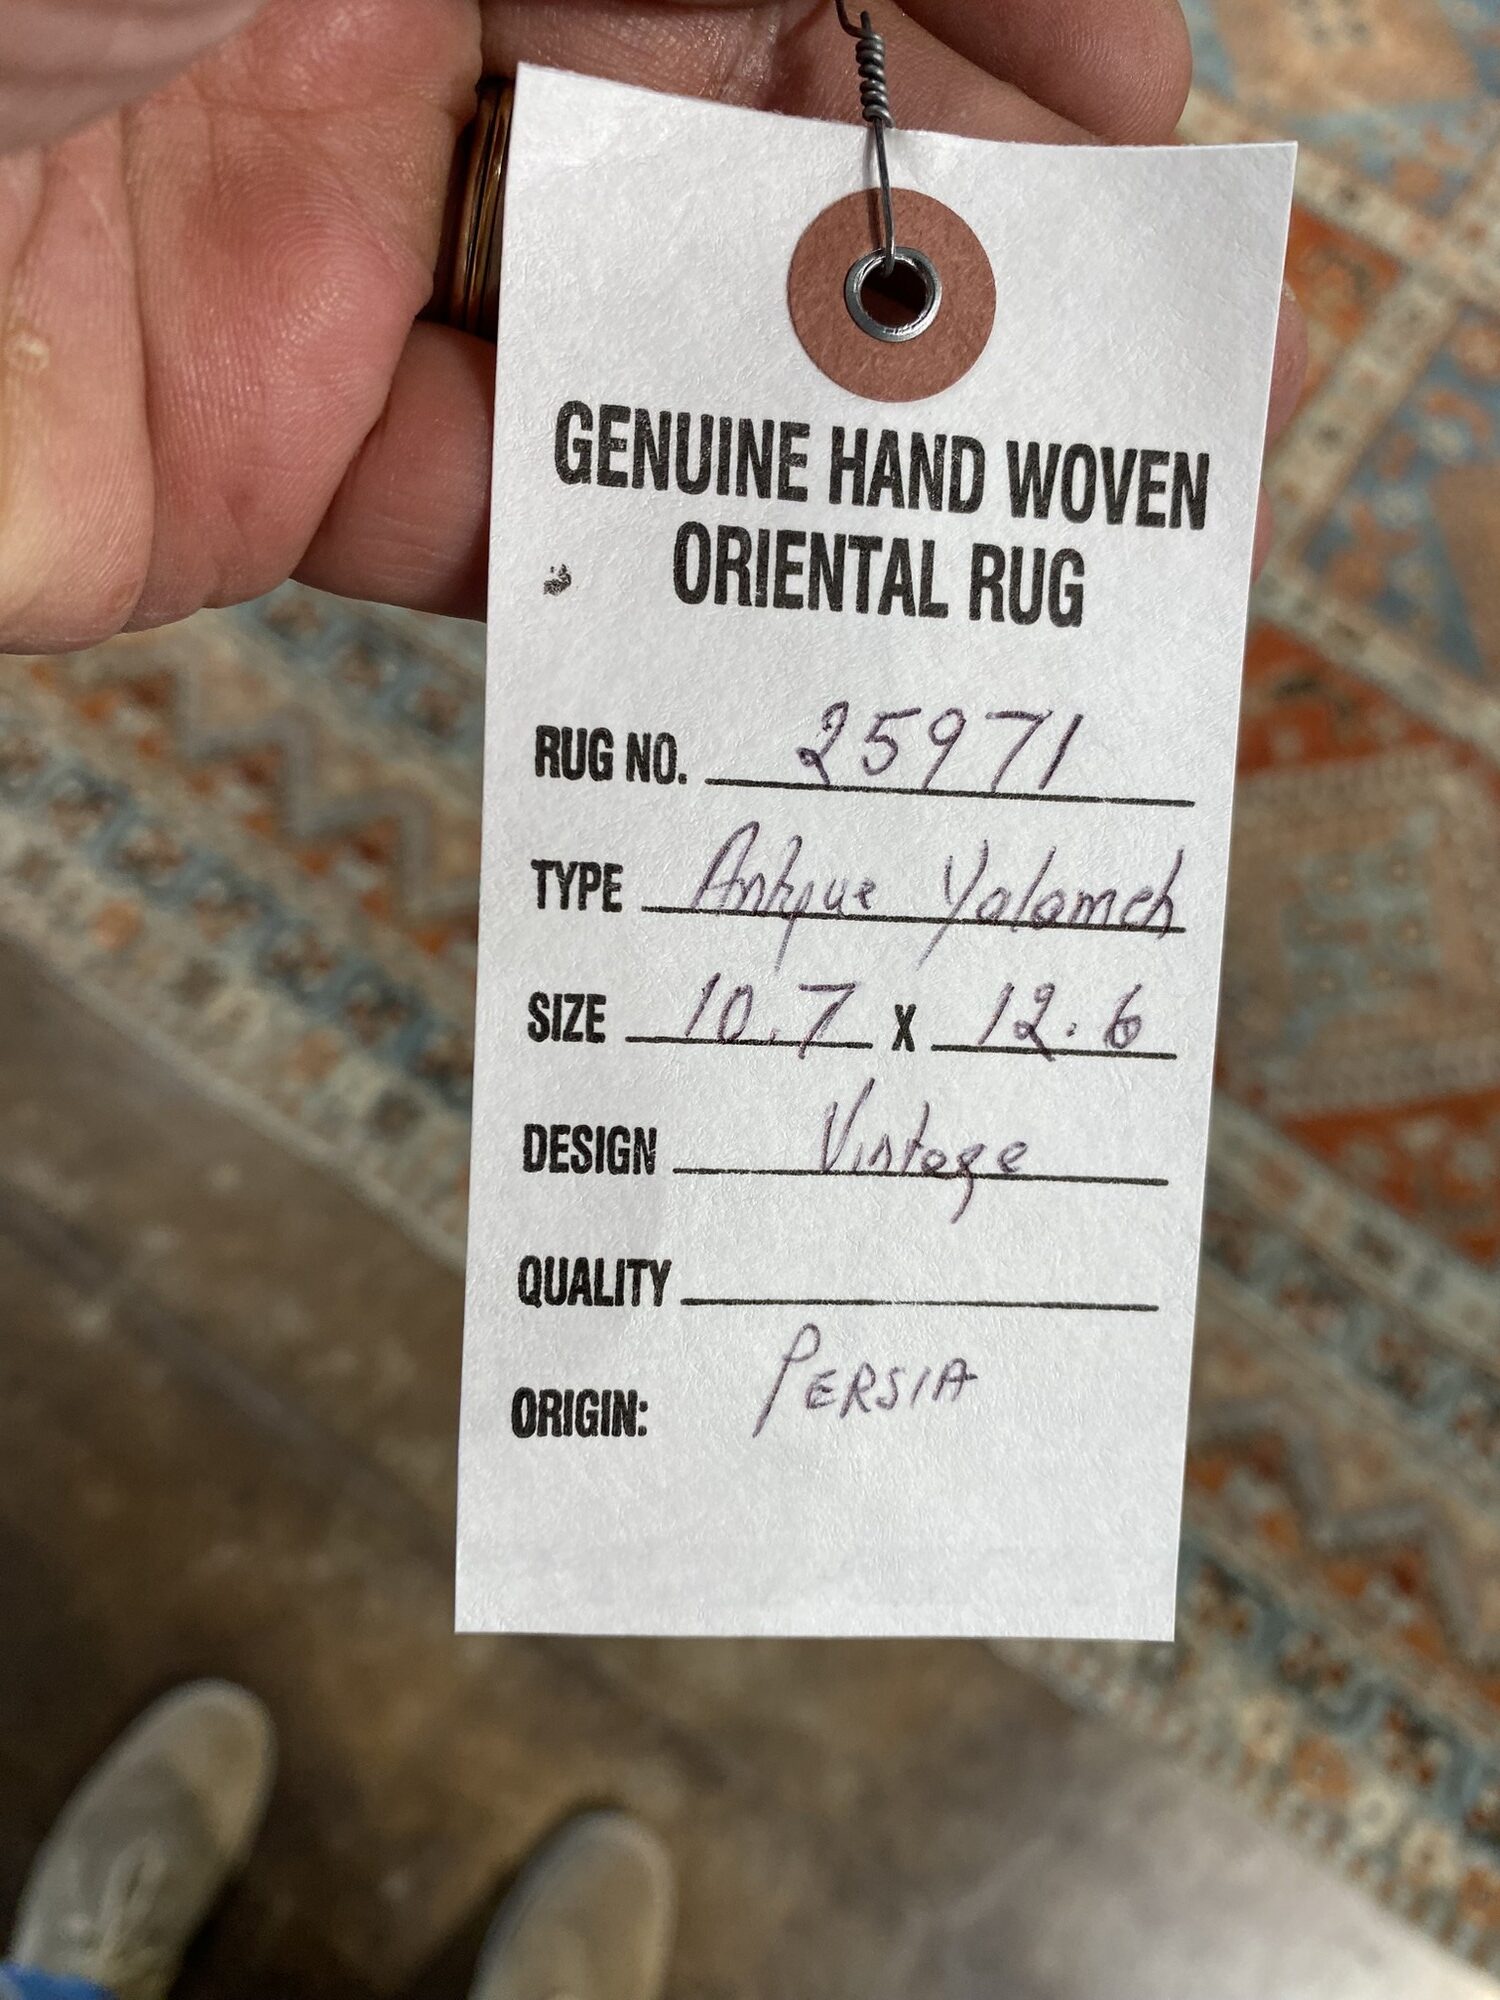 GENUINE HAND WOVEN
ORIENTAL RUG
RUG NO. 25971
TYPE Antique Yalameh
SIZE 10.7 X 12.6
DESIGN Vintage
QUALITY
ORIGIN: PERSIA